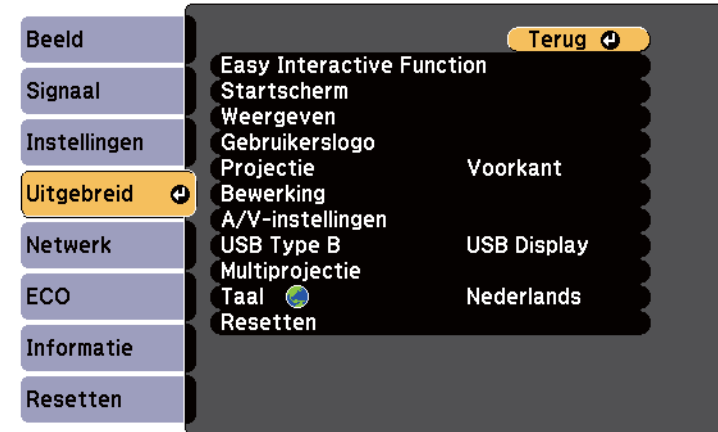 Beeld
Signaal
Instellingen
Uitgebreid
Netwerk
ECO
Informatie
Resetten
Terug
Easy Interactive Function
Startscherm
Weergeven
Gebruikerslogo
Projectie Voorkant
Bewerking
A/V-instellingen
USB Type B USB Display
Multiprojectie
Taal Nederlands
Resetten